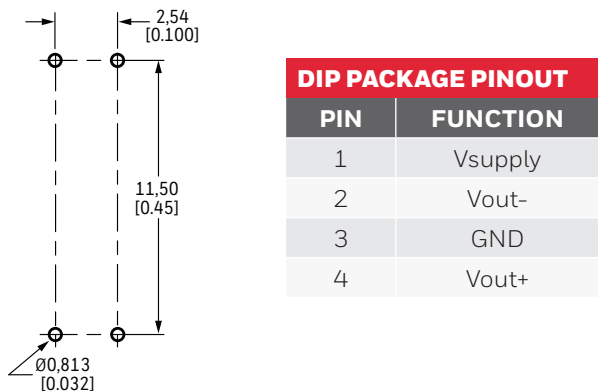 2,54
[0.100]
11,50
[0.45]
Ø0,813
[0.032]
DIP PACKAGE PINOUT
PIN FUNCTION
1 Vsupply
2 Vout-
3 GND
4 Vout+